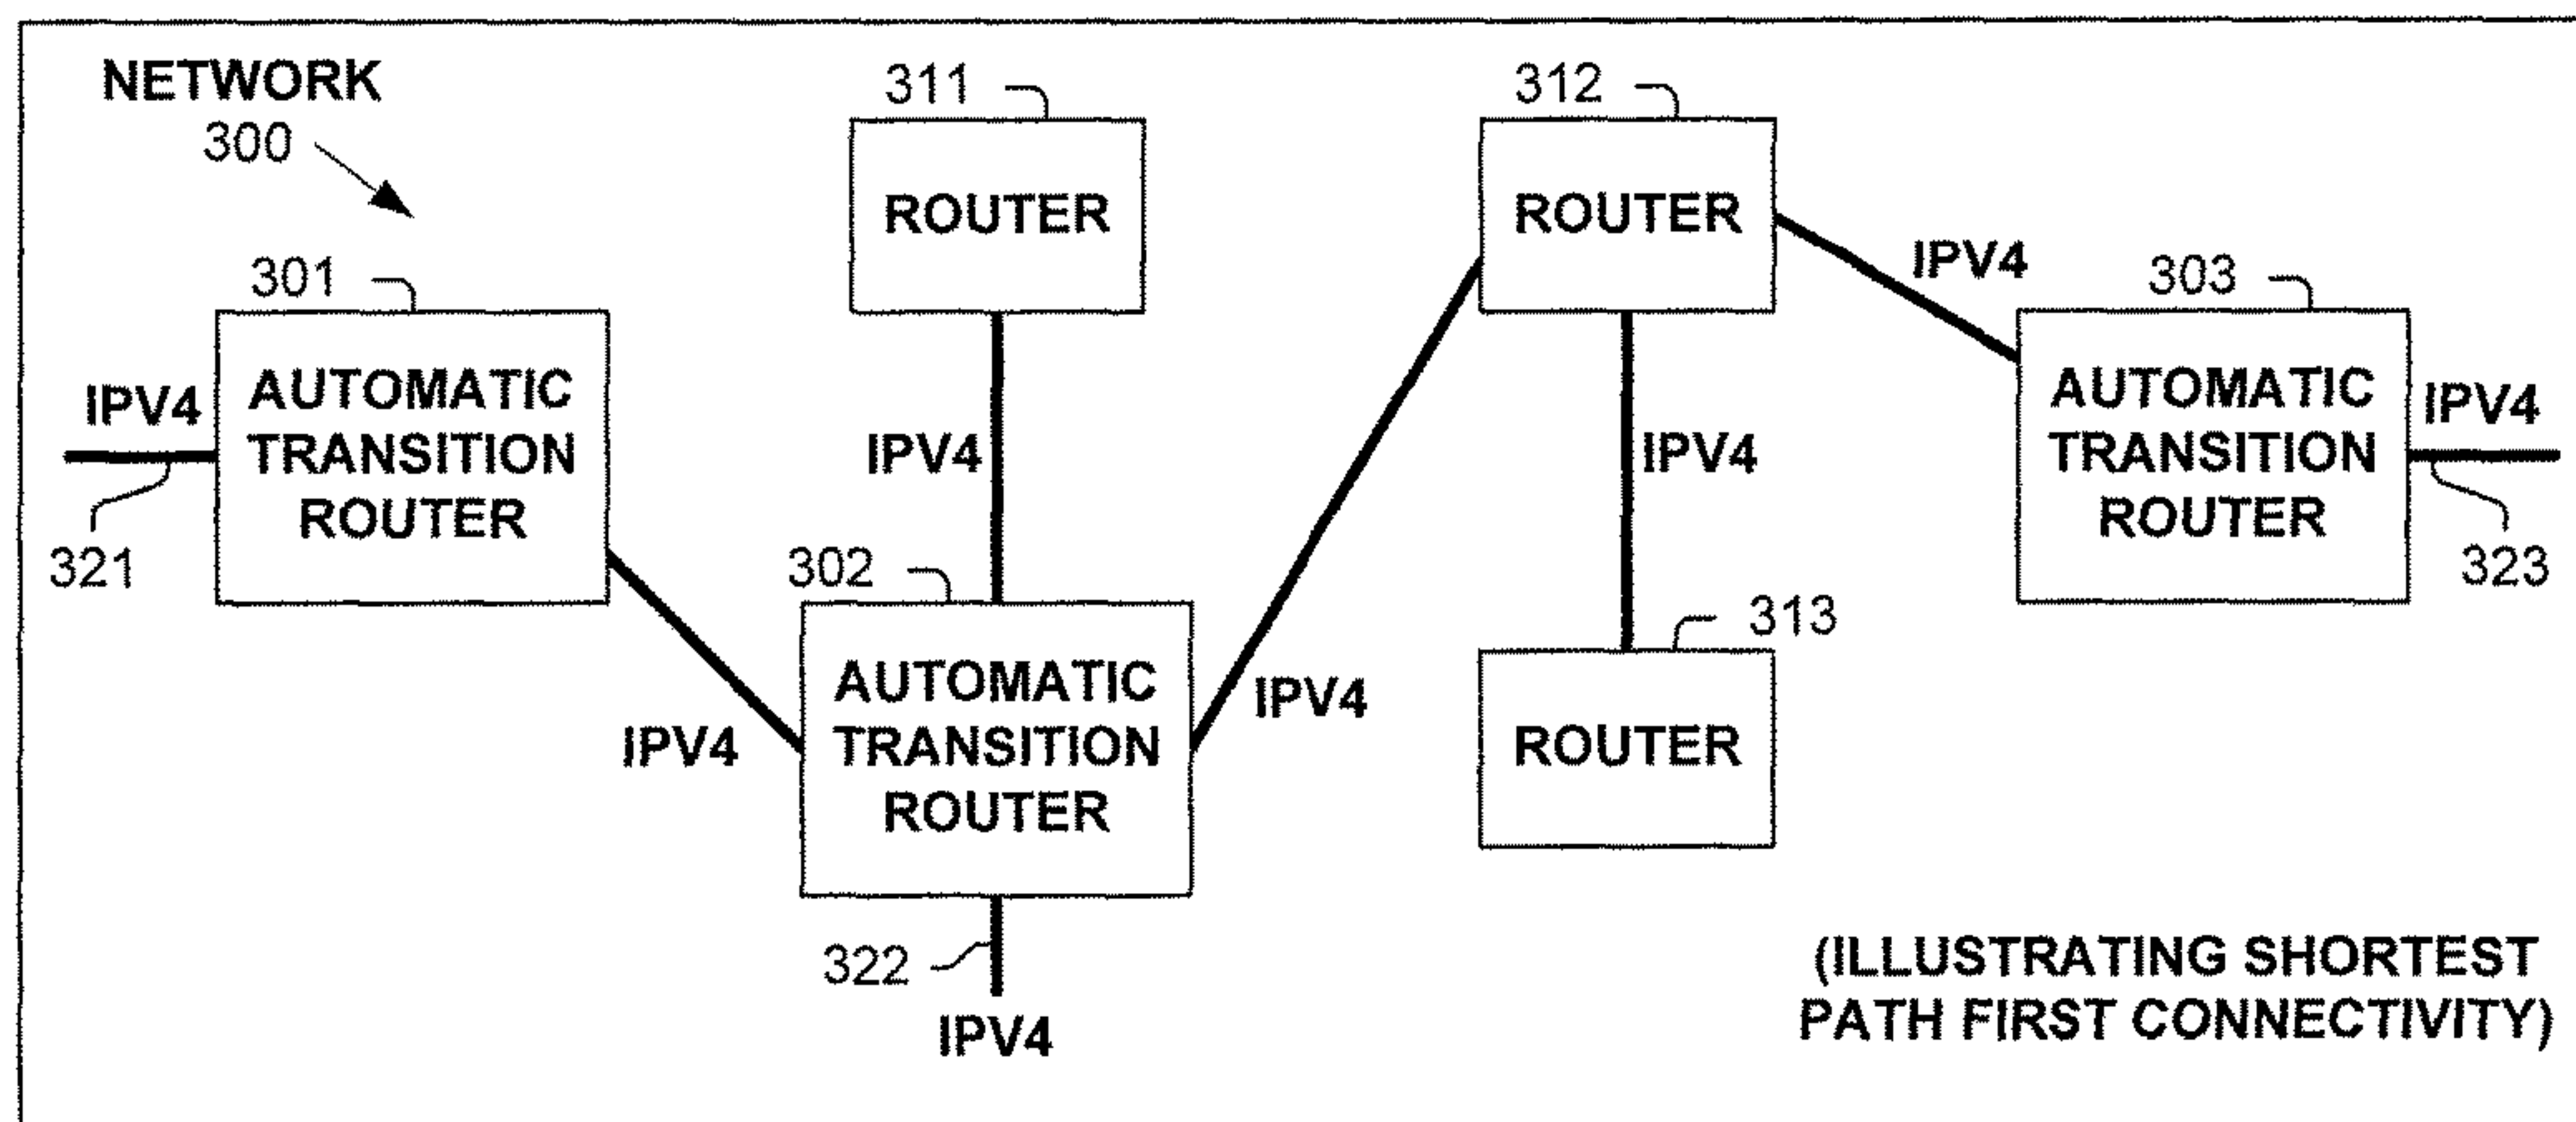 NETWORK
300
311
312
ROUTER
ROUTER
IPV4
301
303
IPV4
AUTOMATIC
TRANSITION
ROUTER
321
IPV4
IPV4
AUTOMATIC
TRANSITION
ROUTER
IPV4
323
302
313
IPV4
AUTOMATIC
TRANSITION
ROUTER
IPV4
ROUTER
322
IPV4
(ILLUSTRATING SHORTEST
PATH FIRST CONNECTIVITY)